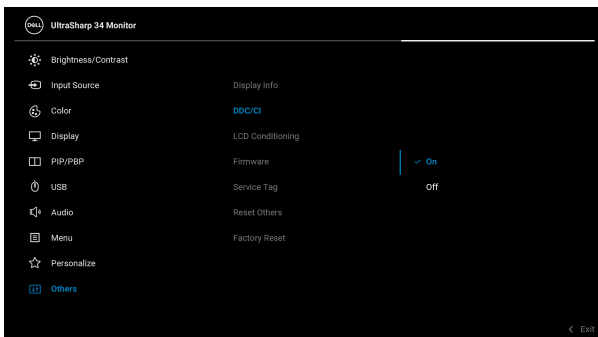 DELL UltraSharp 34 Monitor
Brightness/Contrast
Input Source
Display Info
Color
DDC/CI
Display
LCD Conditioning
PIP/PBP
Firmware
On
USB
Service Tag
Off
Audio
Reset Others
Menu
Factory Reset
Personalize
Others
Exit